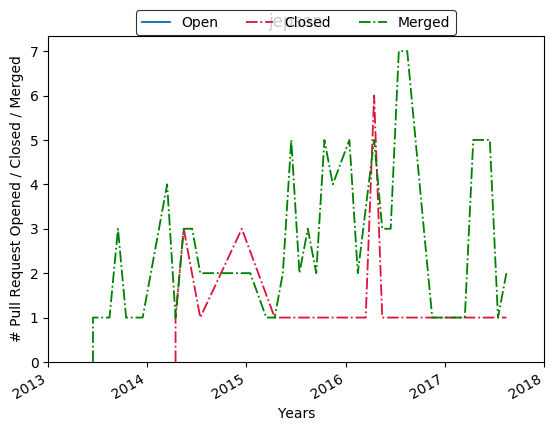 jepsen
Open Closed Merged
# Pull Request Opened / Closed / Merged
7
6
5
4
3
2
1
0
2013 2014 2015 2016 2017 2018
Years